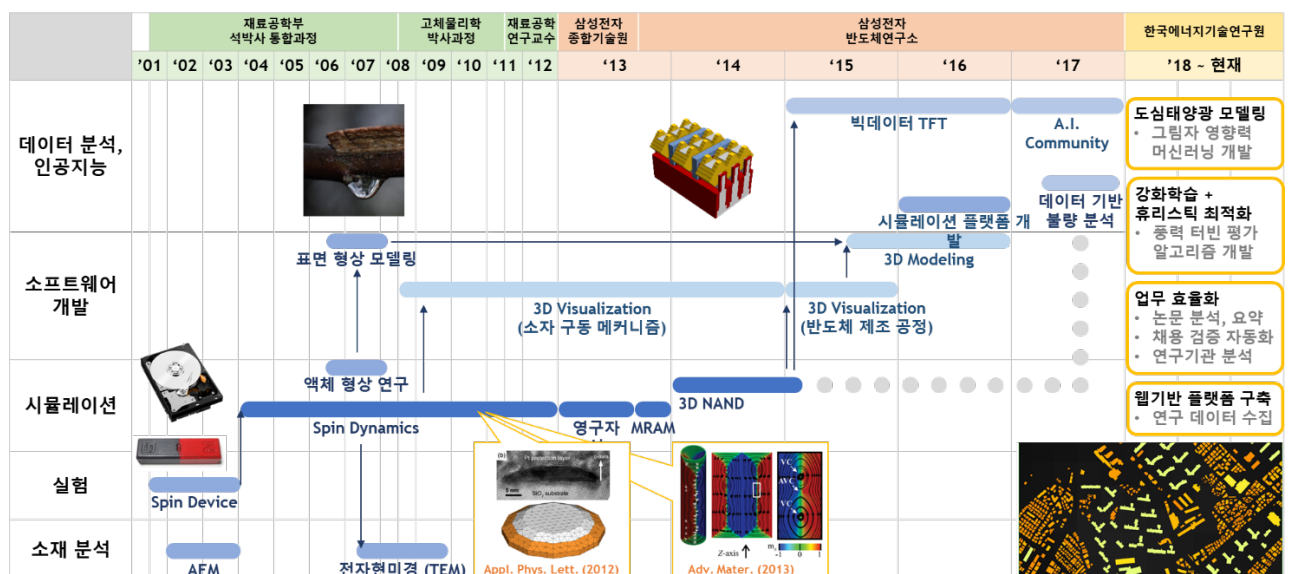 재료공학부
석박사 통합과정
고체물리학
박사과정
재료공학
연구교수
삼성전자
종합기술원
삼성전자
반도체연구소
한국에너지기술연구원
'01 '02 '03 '04 '05 '06 '07 '08 '09 '10 '11 '12 '13 '14 '15 '16 '17 '18 ~ 현재
데이터 분석,
인공지능
빅데이터 TFT
A.I.
Community
시뮬레이션 플랫폼 개
발
데이터 기반
불량 분석
도심태양광 모델링
• 그림자 영향력
머신러닝 개발
강화학습 +
휴리스틱 최적화
• 풍력 터빈 평가
알고리즘 개발
소프트웨어
개발
표면 형상 모델링
3D Modeling
3D Visualization
(소자 구동 메커니즘)
3D Visualization
(반도체 제조 공정)
업무 효율화
• 논문 분석, 요약
• 채용 검증 자동화
• 연구기관 분석
시뮬레이션
액체 형상 연구
3D NAND
Spin Dynamics
영구자
MRAM
웹기반 플랫폼 구축
• 연구 데이터 수집
실험
Spin Device
(b)
Pt protection layer
5 nm
SiO₂ substrate
VC
AVC
VC
Z-axis
-1 0 1
소재 분석
AFM
전자현미경 (TEM)
Appl. Phys. Lett. (2012)
Adv. Mater. (2013)